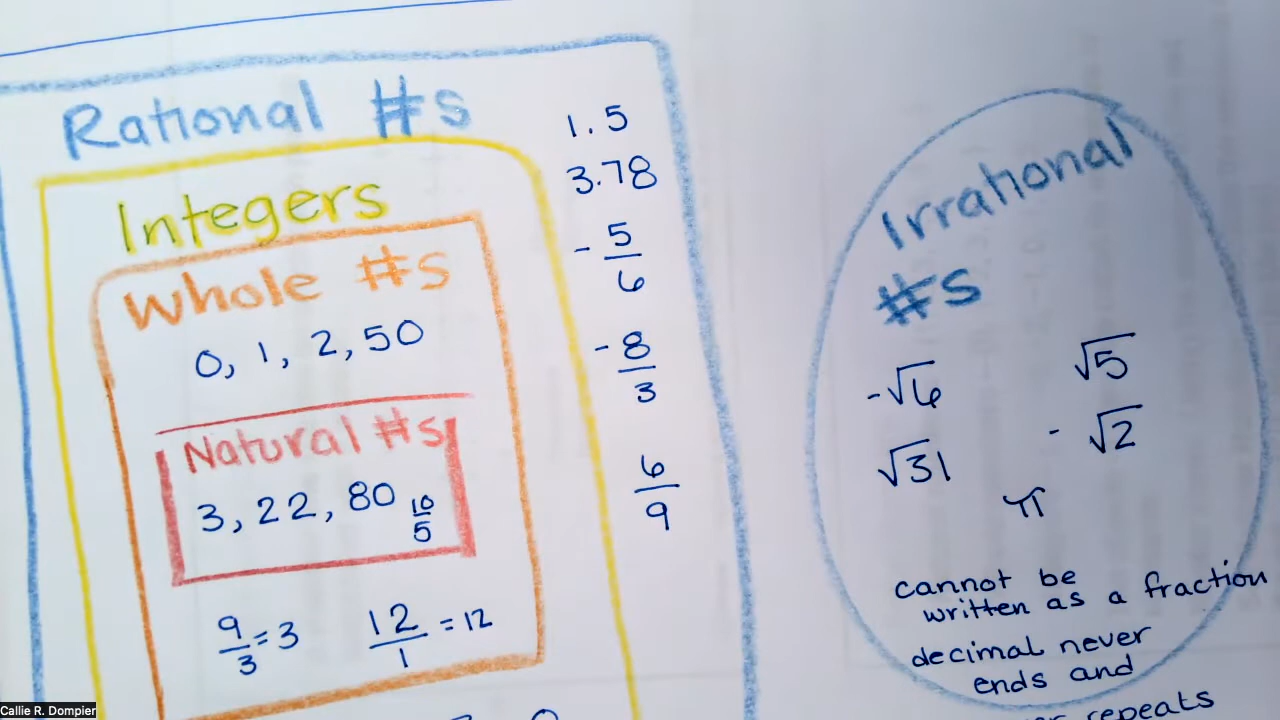 Rational #s
Integers
Whole #s
0, 1, 2, 50
Natural #s
3, 22, 80 10/5
9/3 = 3 12/1 = 12
1.5
3.78
- 5/6
- 8/3
6/9
Irrational
#s
-√6 √5
√31 - √2
π
cannot be
written as a fraction
decimal never
ends and
repeats
Callie R. Dompier